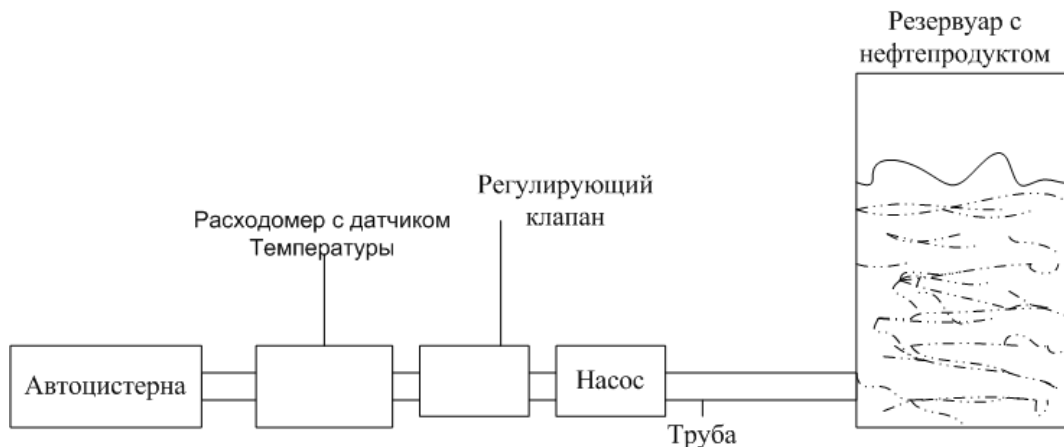 Резервуар с
нефтепродуктом
Регулирующий
клапан
Расходомер с датчиком
Температуры
Автоцистерна
Насос
Труба